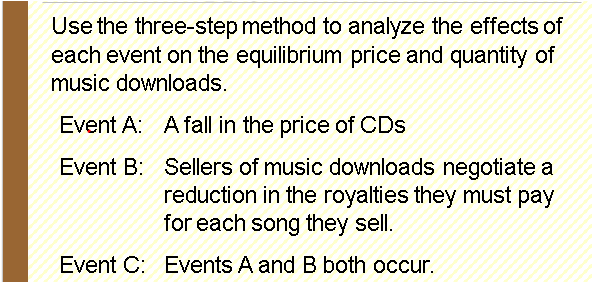 Use the three-step method to analyze the effects of
each event on the equilibrium price and quantity of
music downloads.
Event A: A fall in the price of CDs
Event B: Sellers of music downloads negotiate a
reduction in the royalties they must pay
for each song they sell.
Event C: Events A and B both occur.